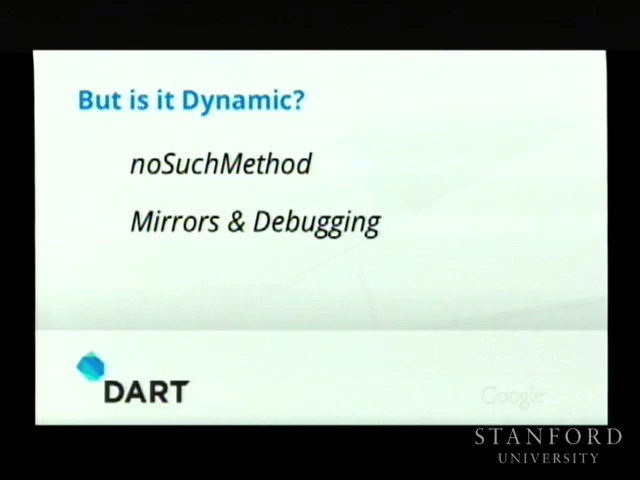 But is it Dynamic?
noSuchMethod
Mirrors & Debugging
DART
Google
STANFORD
UNIVERSITY